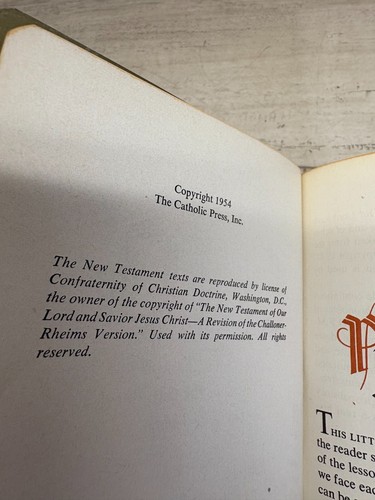 Copyright 1954
The Catholic Press, Inc.
The New Testament texts are reproduced by license of
Confraternity of Christian Doctrine, Washington, D.C.,
the owner of the copyright of "The New Testament of Our
Lord and Savior Jesus Christ—A Revision of the Challoner-
Rheims Version." Used with its permission. All rights
reserved.
THIS LITT
the reader s
of the lesso
we face eac
can be